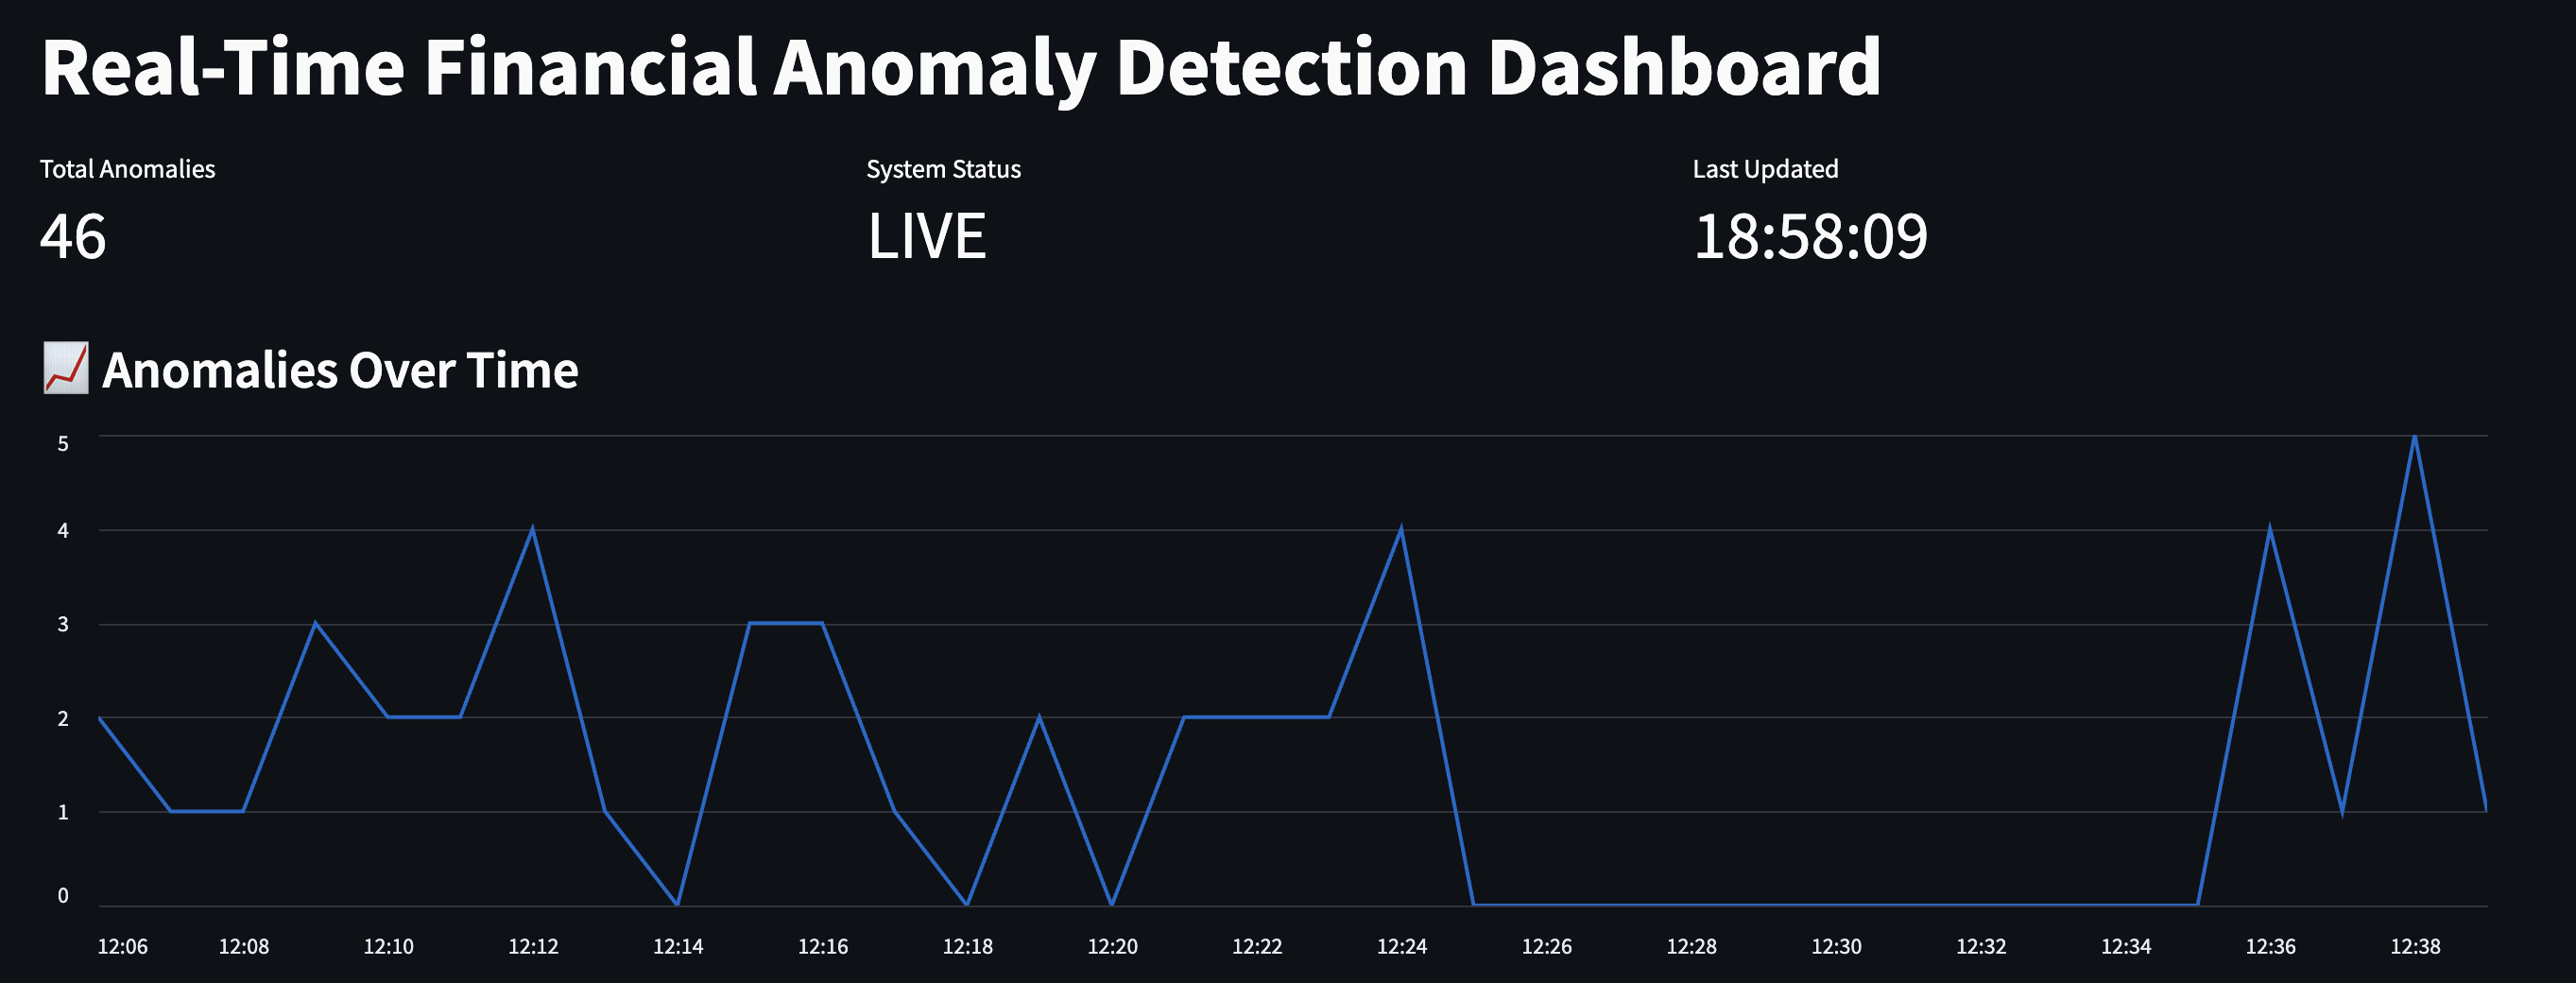 Real-Time Financial Anomaly Detection Dashboard
Total Anomalies
46
System Status
LIVE
Last Updated
18:58:09
📈 Anomalies Over Time
5
4
3
2
1
0
12:06 12:08 12:10 12:12 12:14 12:16 12:18 12:20 12:22 12:24 12:26 12:28 12:30 12:32 12:34 12:36 12:38